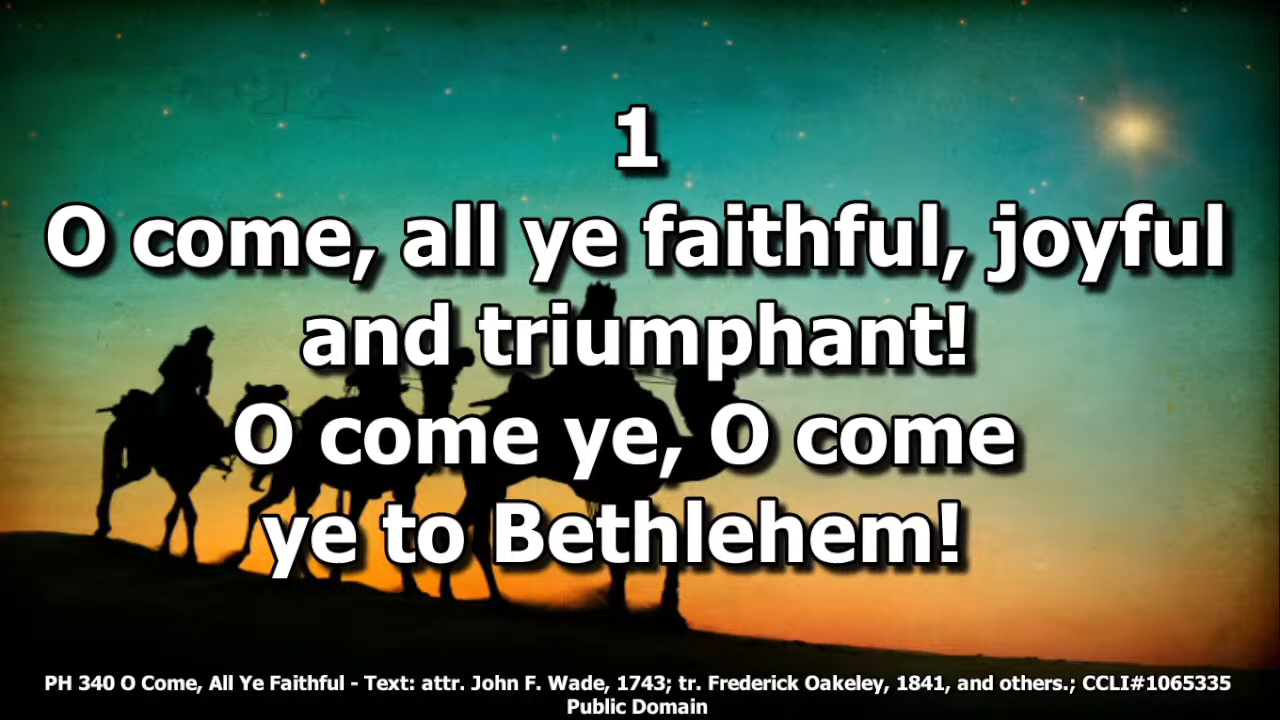 1
O come, all ye faithful, joyful
and triumphant!
O come ye, O come
ye to Bethlehem!
PH 340 O Come, All Ye Faithful - Text: attr. John F. Wade, 1743; tr. Frederick Oakeley, 1841, and others.; CCLI#1065335
Public Domain